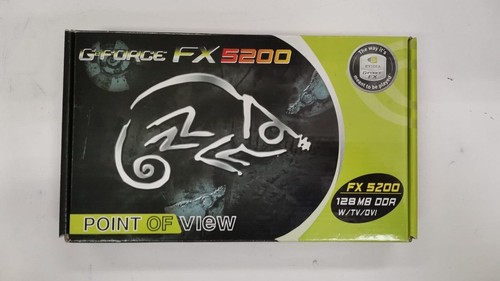 G-FORCE FX 5200
The way it's
meant to be played
FX 5200
128 MB DDR
W/TV/DVI
POINT OF VIEW